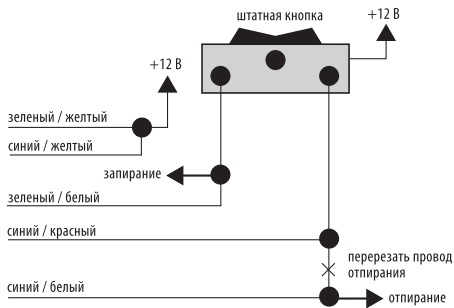 штатная кнопка
+12 В
+12 В
зеленый / желтый
синий / желтый
запирание
зеленый / белый
синий / красный
перерезать провод
отпирания
синий / белый
отпирание